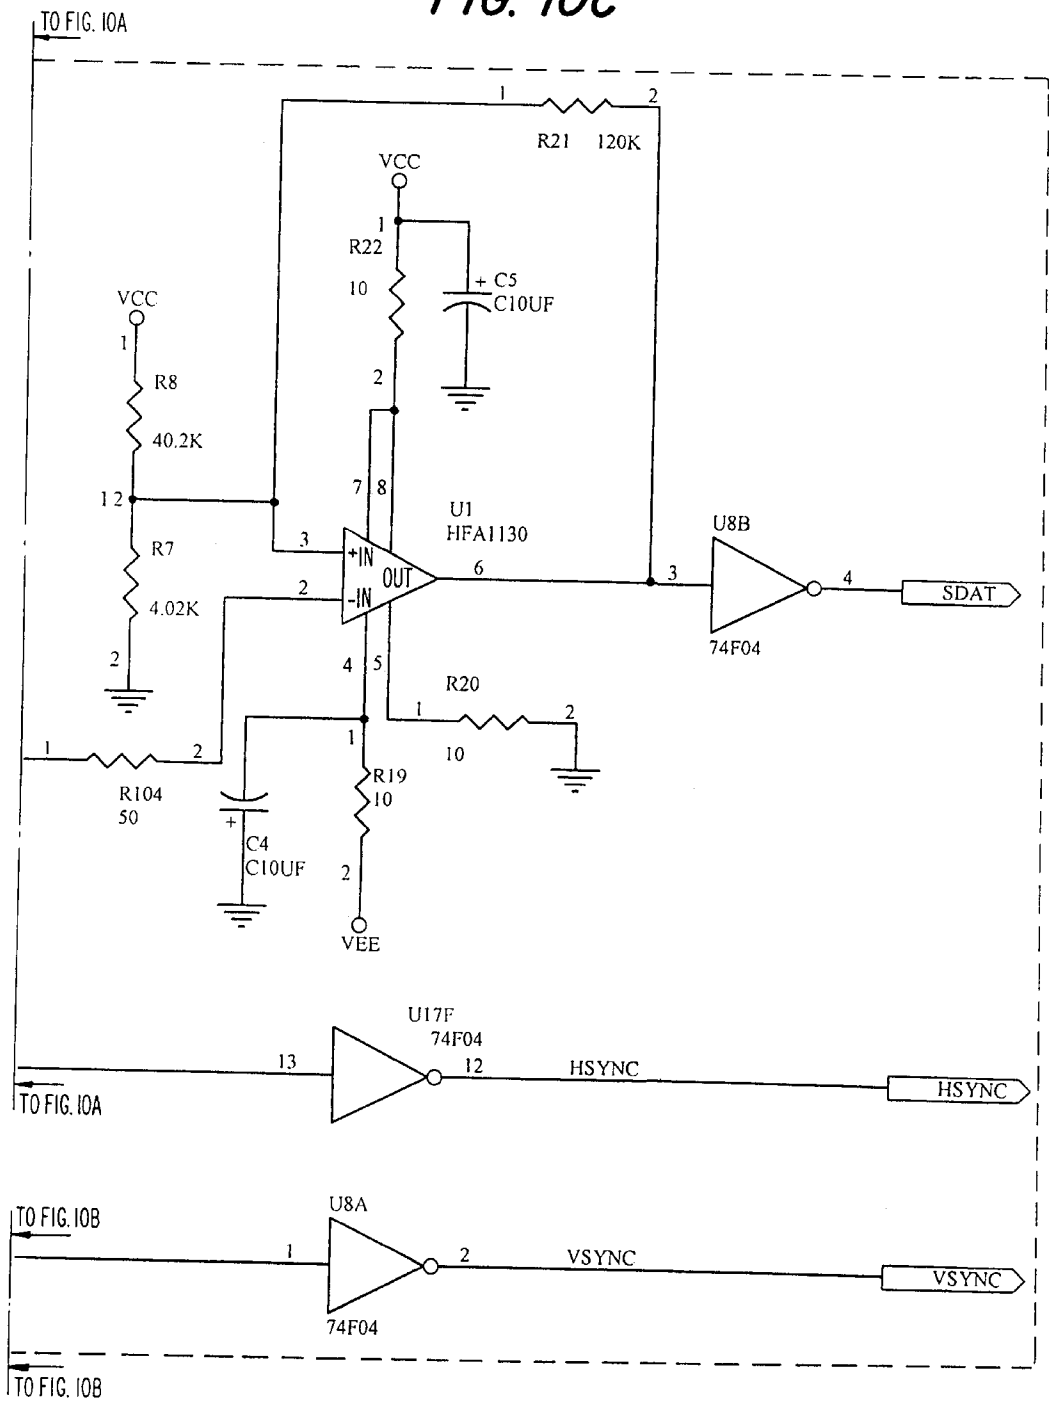 FIG. 10C
TO FIG. 10A
1
2
R21 120K
VCC
1
R22
10
+ C5
C10UF
2
VCC
1
R8
40.2K
1 2
R7
4.02K
2
7 8
U1
HFA1130
3
+IN
OUT
6
2
-IN
4 5
U8B
3
4
SDAT
74F04
R20
1
2
10
1
2
R104
50
1
R19
10
+
C4
C10UF
2
VEE
U17F
74F04
13
12
HSYNC
HSYNC
TO FIG. 10A
TO FIG. 10B
U8A
1
2
VSYNC
VSYNC
74F04
TO FIG. 10B